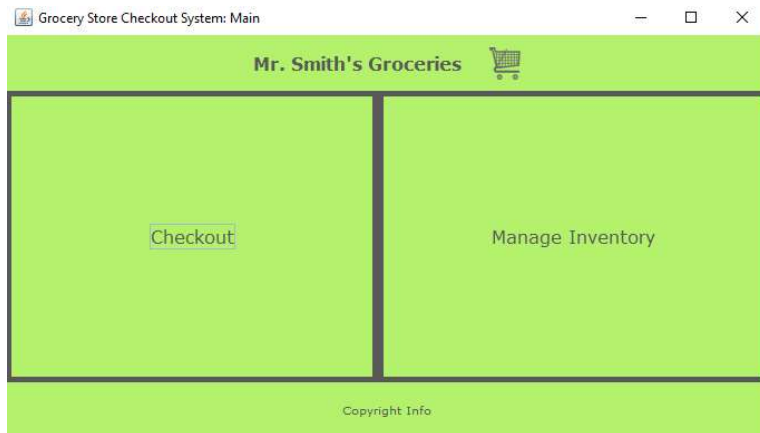 Grocery Store Checkout System: Main
Mr. Smith's Groceries
Checkout
Manage Inventory
Copyright Info